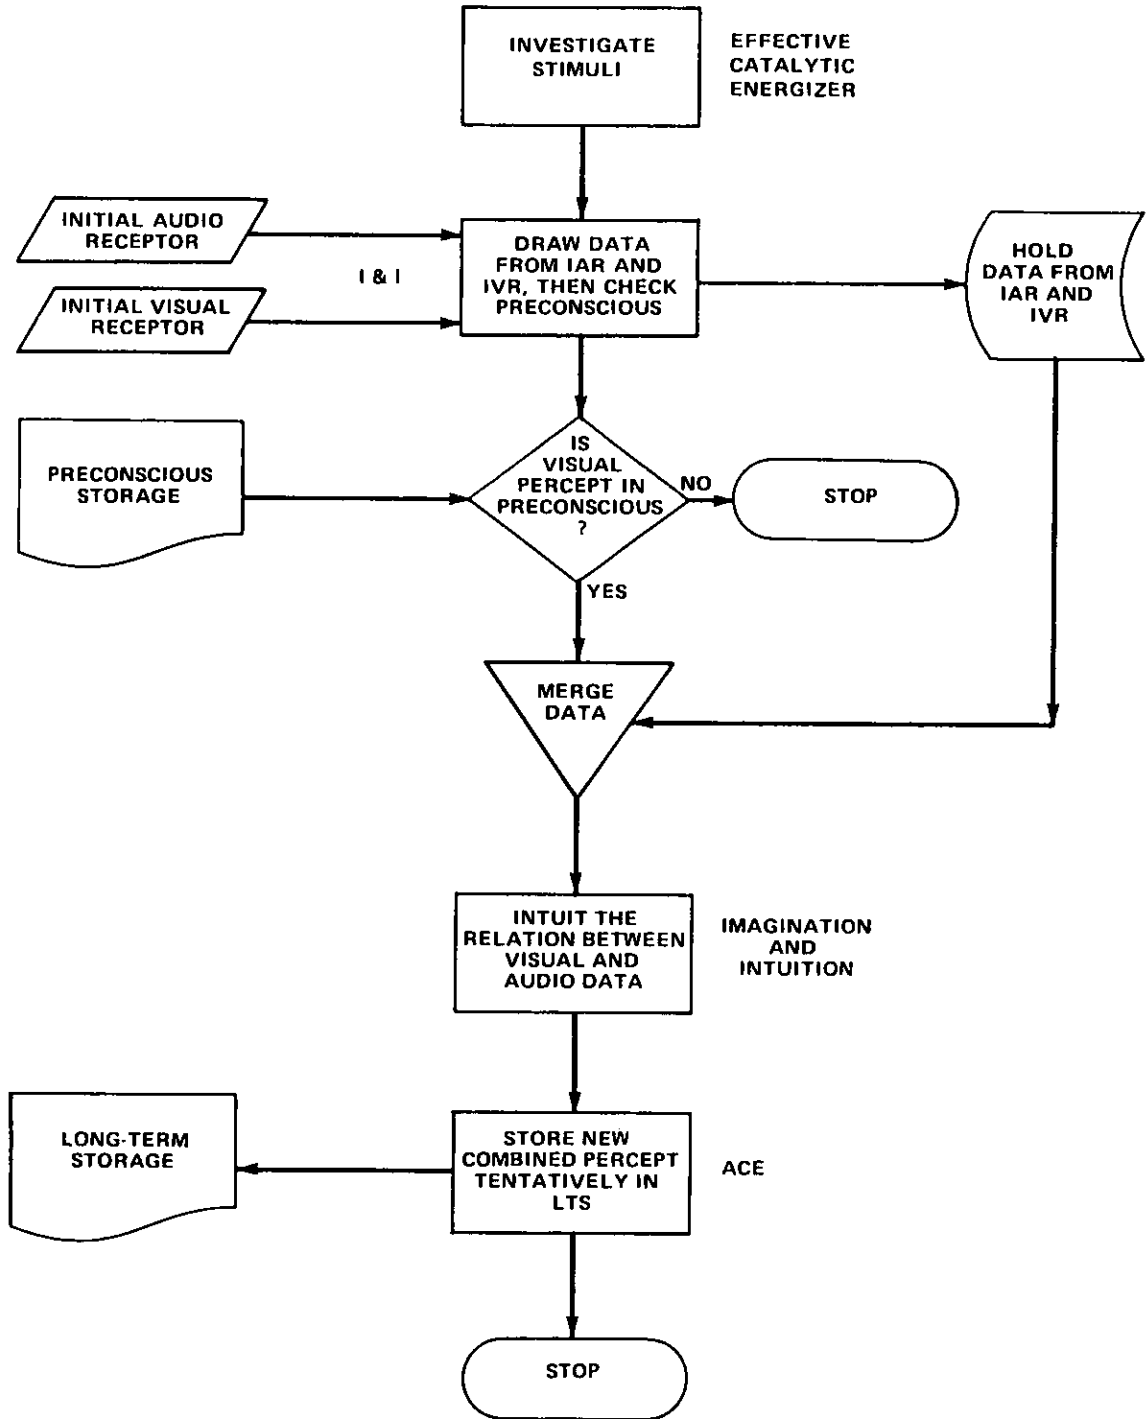 INVESTIGATE
STIMULI
EFFECTIVE
CATALYTIC
ENERGIZER
INITIAL AUDIO
RECEPTOR
I & I
INITIAL VISUAL
RECEPTOR
DRAW DATA
FROM IAR AND
IVR, THEN CHECK
PRECONSCIOUS
HOLD
DATA FROM
IAR AND
IVR
PRECONSCIOUS
STORAGE
IS
VISUAL
PERCEPT IN
PRECONSCIOUS
?
NO
STOP
YES
MERGE
DATA
INTUIT THE
RELATION BETWEEN
VISUAL AND
AUDIO DATA
IMAGINATION
AND
INTUITION
LONG-TERM
STORAGE
STORE NEW
COMBINED PERCEPT
TENTATIVELY IN
LTS
ACE
STOP